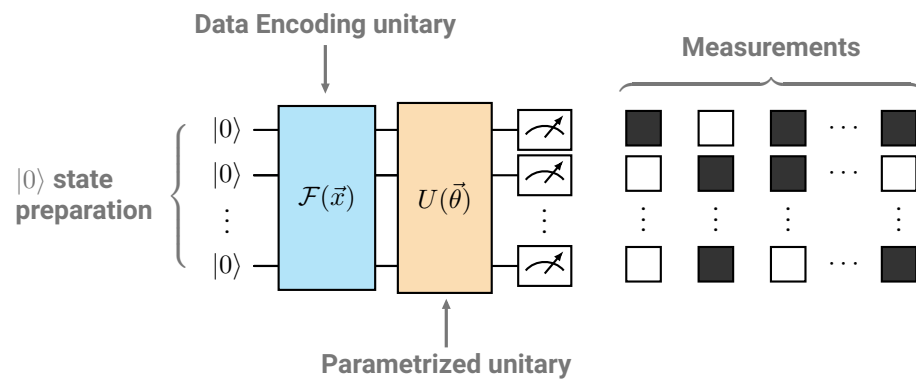 Data Encoding unitary
Measurements
|0⟩ state
preparation
|0⟩
|0⟩
⋮
|0⟩
𝓕(x⃗)
U(θ⃗)
⋮
⋯
⋮ ⋮ ⋮ ⋮
⋯
Parametrized unitary